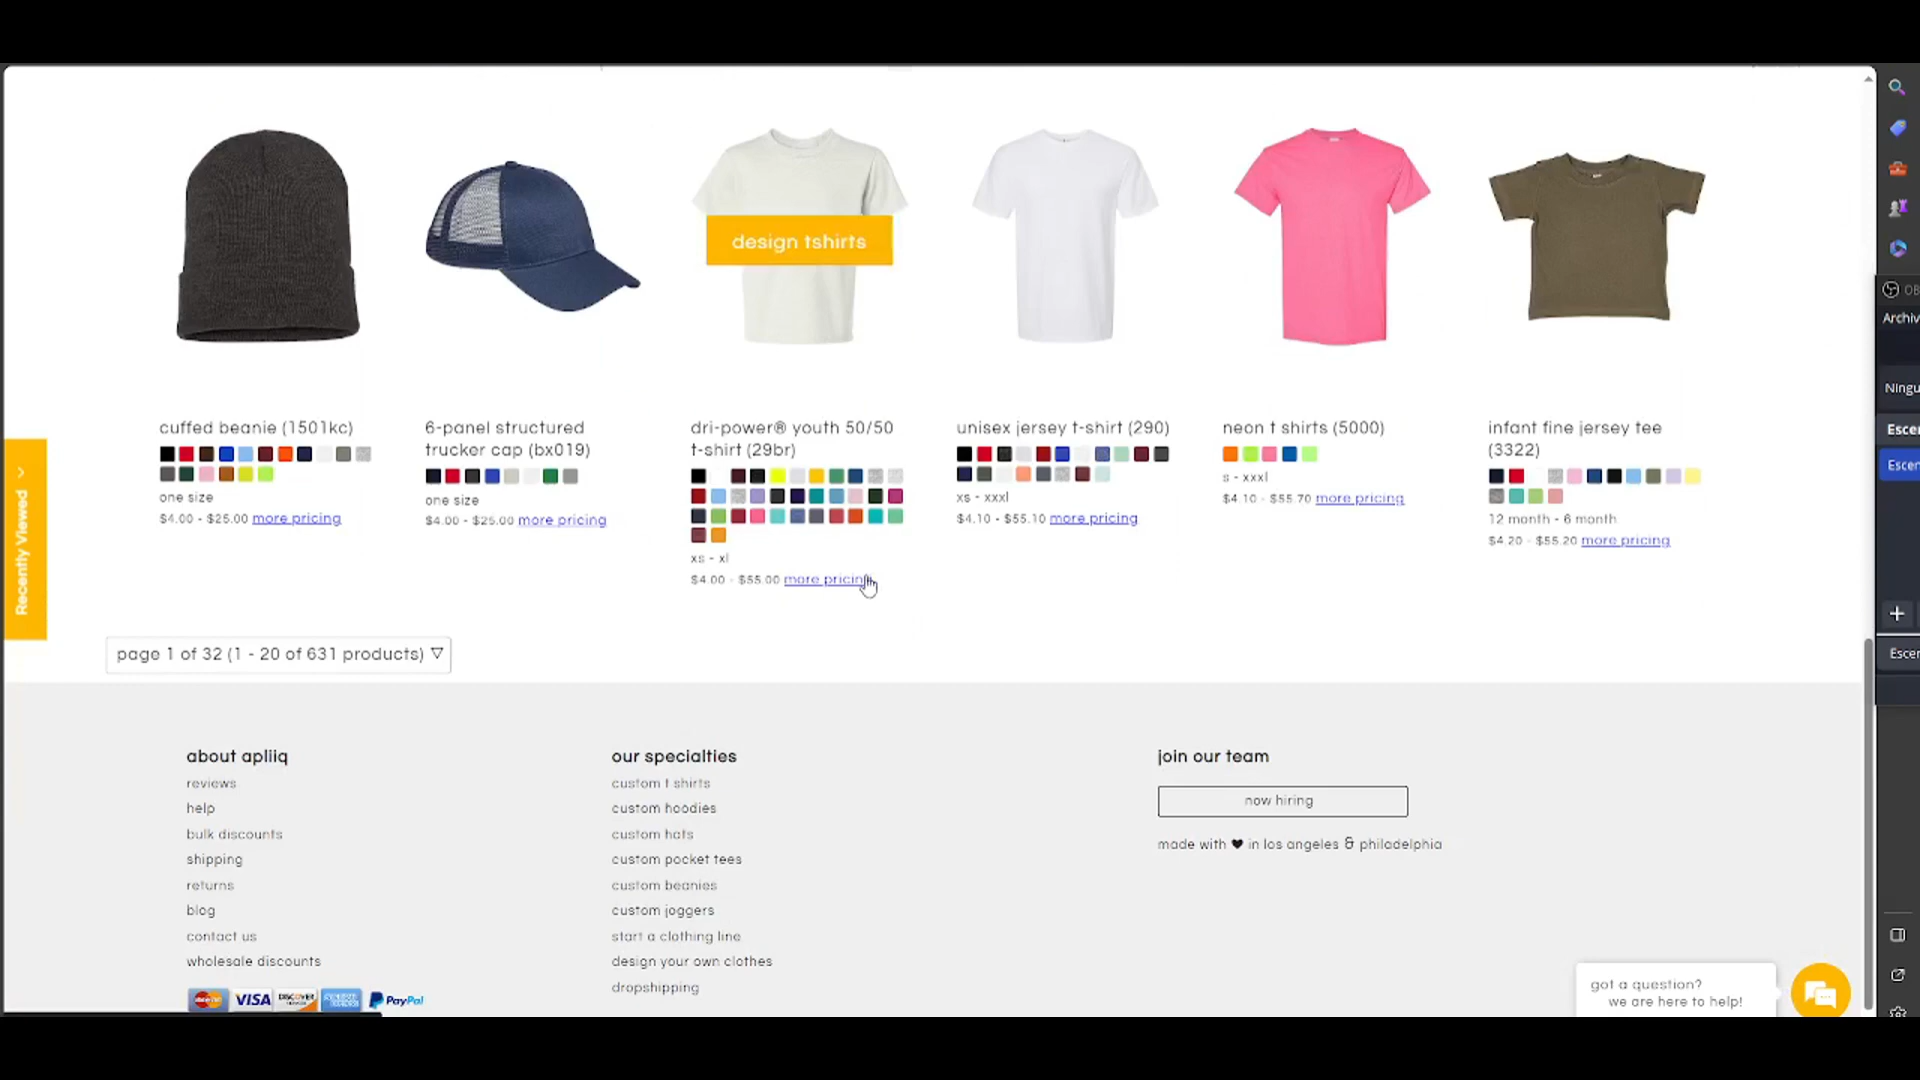 design tshirts
cuffed beanie (1501kc)
one size
$4.00 - $25.00 more pricing
6-panel structured
trucker cap (bx019)
one size
$4.00 - $25.00 more pricing
dri-power® youth 50/50
t-shirt (29br)
xs - xl
$4.00 - $55.00 more pricing
unisex jersey t-shirt (290)
xs - xxxl
$4.10 - $55.10 more pricing
neon t shirts (5000)
s - xxxl
$4.10 - $55.70 more pricing
infant fine jersey tee
(3322)
12 month - 6 month
$4.20 - $55.20 more pricing
Recently Viewed
page 1 of 32 (1 - 20 of 631 products)
about apliiq
reviews
help
bulk discounts
shipping
returns
blog
contact us
wholesale discounts
VISA
DISCOVER
PayPal
our specialties
custom t shirts
custom hoodies
custom hats
custom pocket tees
custom beanies
custom joggers
start a clothing line
design your own clothes
dropshipping
join our team
now hiring
made with ♥ in los angeles & philadelphia
got a question?
we are here to help!
OB
Archiv
Ningu
Escer
Escer
Escer